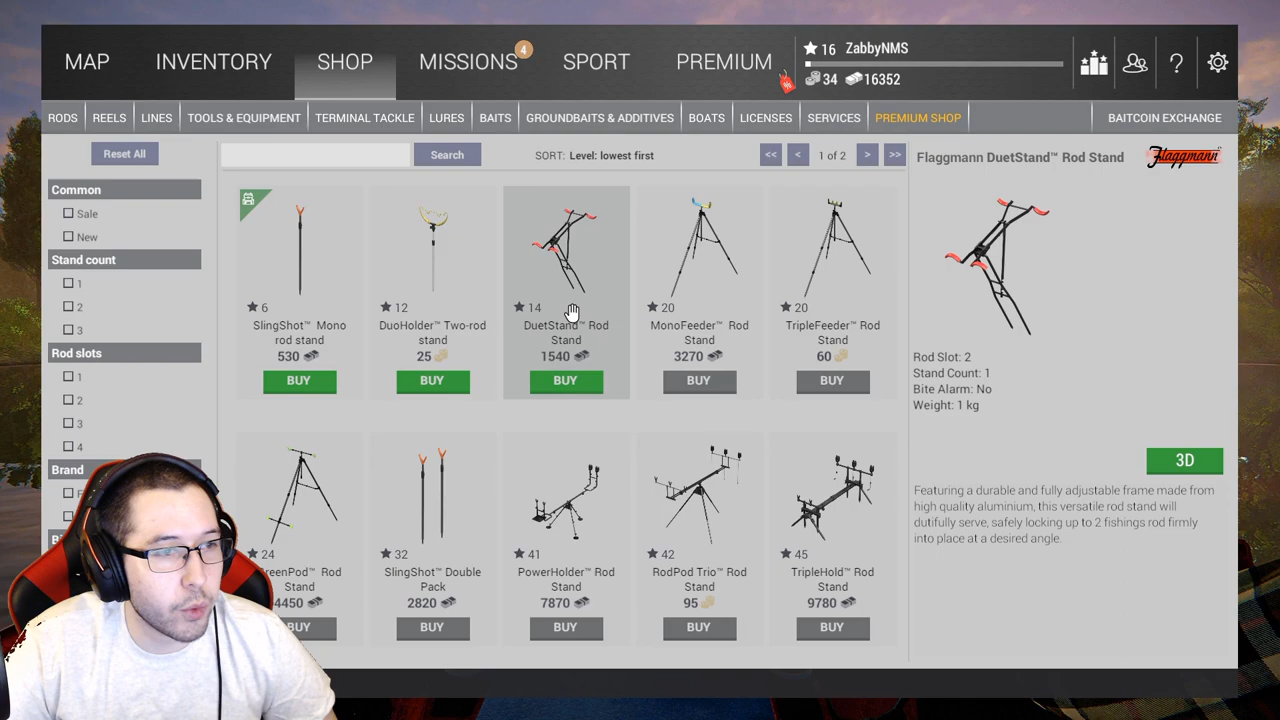 MAP INVENTORY SHOP MISSIONS 4 SPORT PREMIUM
16 ZabbyNMS
34 16352
RODS REELS LINES TOOLS & EQUIPMENT TERMINAL TACKLE LURES BAITS GROUNDBAITS & ADDITIVES BOATS LICENSES SERVICES PREMIUM SHOP BAITCOIN EXCHANGE
Reset All
Search
SORT: Level: lowest first
<< < 1 of 2 > >>
Common
Sale
New
Stand count
1
2
3
Rod slots
1
2
3
4
Brand
6
SlingShot™ Mono
rod stand
530
BUY
12
DuoHolder™ Two-rod
stand
25
BUY
14
DuetStand™ Rod
Stand
1540
BUY
20
MonoFeeder™ Rod
Stand
3270
BUY
20
TripleFeeder™ Rod
Stand
60
BUY
24
reenPod™ Rod
Stand
4450
BUY
32
SlingShot™ Double
Pack
2820
BUY
41
PowerHolder™ Rod
Stand
7870
BUY
42
RodPod Trio™ Rod
Stand
95
BUY
45
TripleHold™ Rod
Stand
9780
BUY
Flaggmann DuetStand™ Rod Stand
Flaggmann
Rod Slot: 2
Stand Count: 1
Bite Alarm: No
Weight: 1 kg
3D
Featuring a durable and fully adjustable frame made from
high quality aluminium, this versatile rod stand will
dutifully serve, safely locking up to 2 fishings rod firmly
into place at a desired angle.